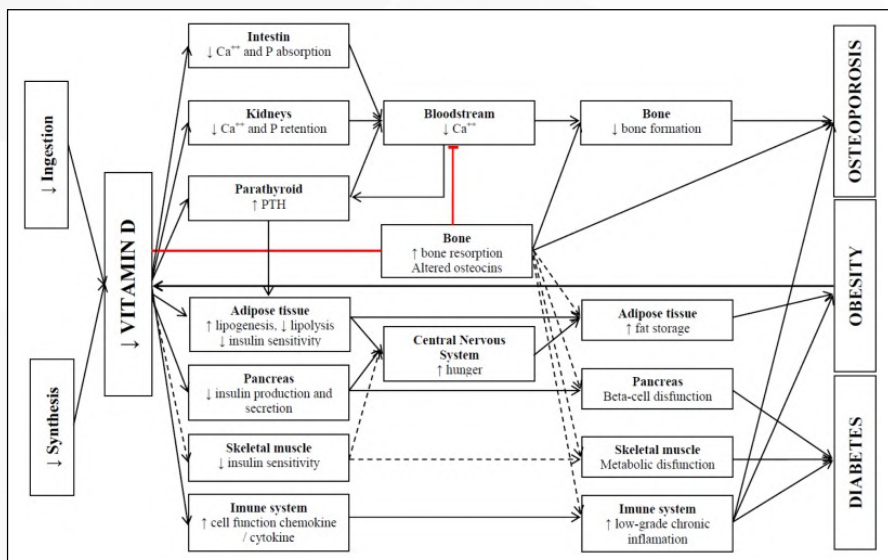 ↓ Ingestion
↓ Synthesis
↓ VITAMIN D
Intestin
↓ Ca⁺⁺ and P absorption
Kidneys
↓ Ca⁺⁺ and P retention
Parathyroid
↑ PTH
Bloodstream
↓ Ca⁺⁺
Bone
↓ bone formation
Bone
↑ bone resorption
Altered osteocins
Adipose tissue
↑ lipogenesis, ↓ lipolysis
↓ insulin sensitivity
Central Nervous
System
↑ hunger
Adipose tissue
↑ fat storage
Pancreas
↓ insulin production and
secretion
Pancreas
Beta-cell disfunction
Skeletal muscle
↓ insulin sensitivity
Skeletal muscle
Metabolic disfunction
Imune system
↑ cell function chemokine
/ cytokine
Imune system
↑ low-grade chronic
inflamation
OSTEOPOROSIS
OBESITY
DIABETES